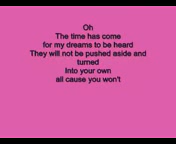 Oh
The time has come
for my dreams to be heard
They will not be pushed aside and
turned
Into your own
all cause you won't